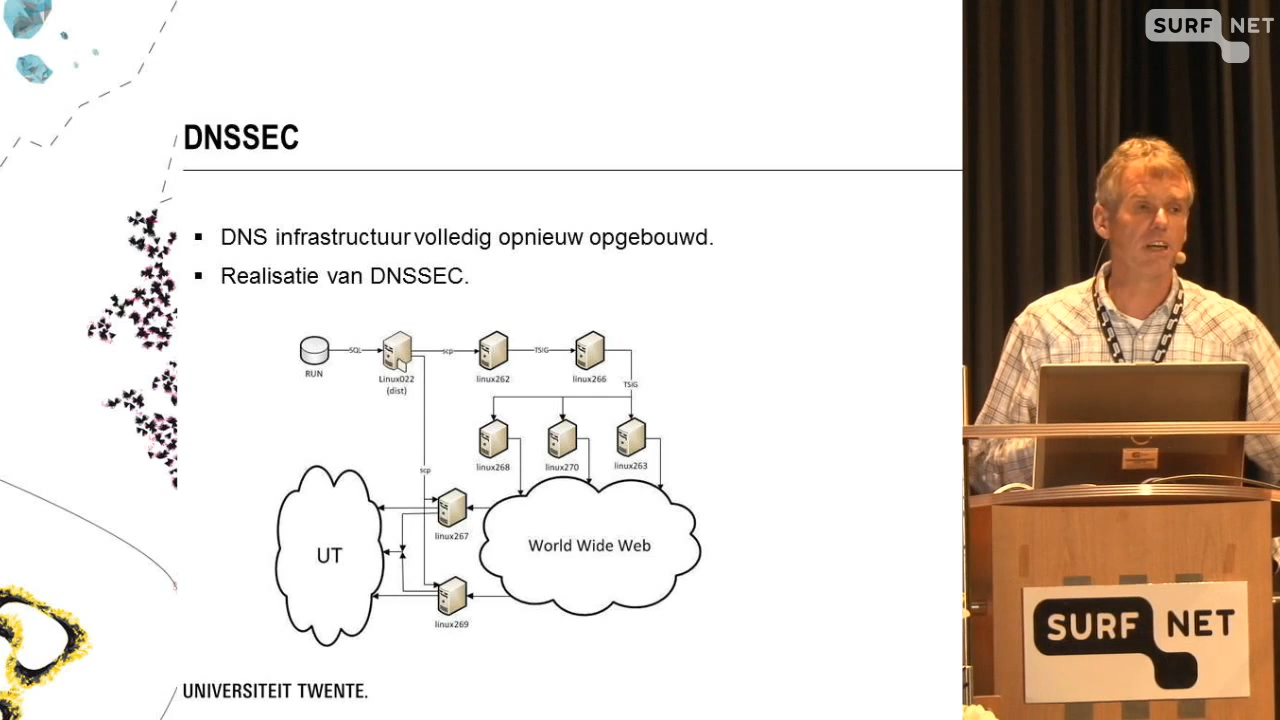 SURF NET
DNSSEC
DNS infrastructuur volledig opnieuw opgebouwd.
Realisatie van DNSSEC.
SQL
scp
TSIG
RUN
Linux022
(dist)
linux262
linux266
TSIG
linux268
linux270
linux263
scp
linux267
UT
World Wide Web
linux269
SURF NET
UNIVERSITEIT TWENTE.